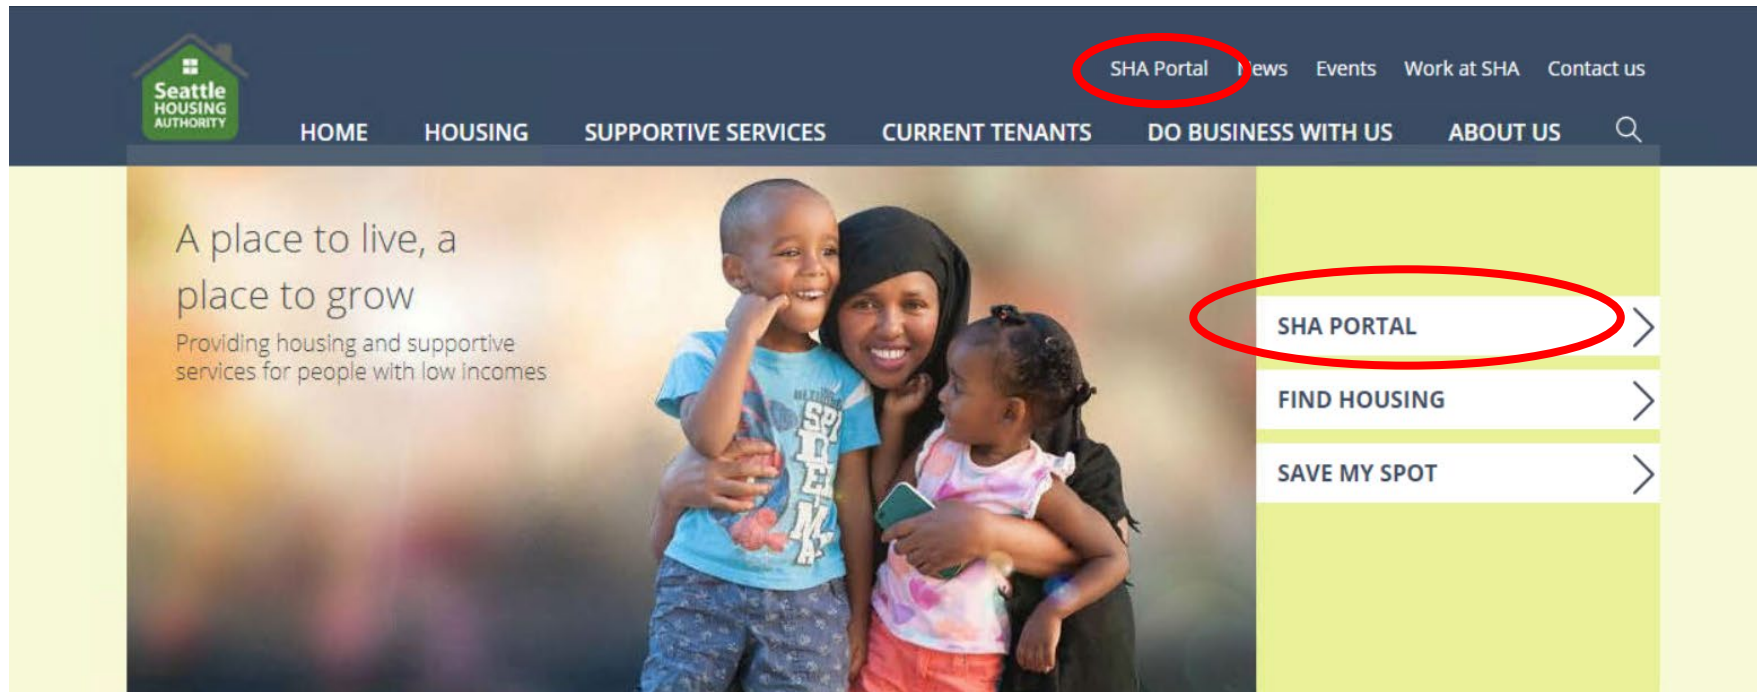 Seattle
HOUSING
AUTHORITY
SHA Portal News Events Work at SHA Contact us
HOME HOUSING SUPPORTIVE SERVICES CURRENT TENANTS DO BUSINESS WITH US ABOUT US
A place to live, a
place to grow
Providing housing and supportive
services for people with low incomes
SHA PORTAL
FIND HOUSING
SAVE MY SPOT